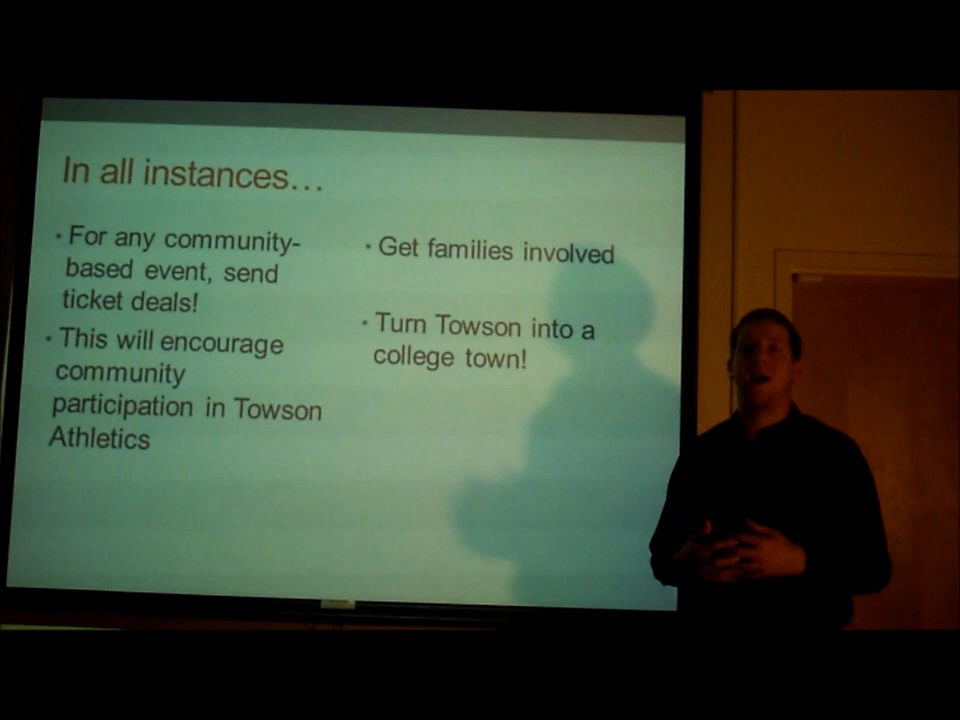 In all instances…
· For any community-
based event, send
ticket deals!
· This will encourage
community
participation in Towson
Athletics
· Get families involved
· Turn Towson into a
college town!